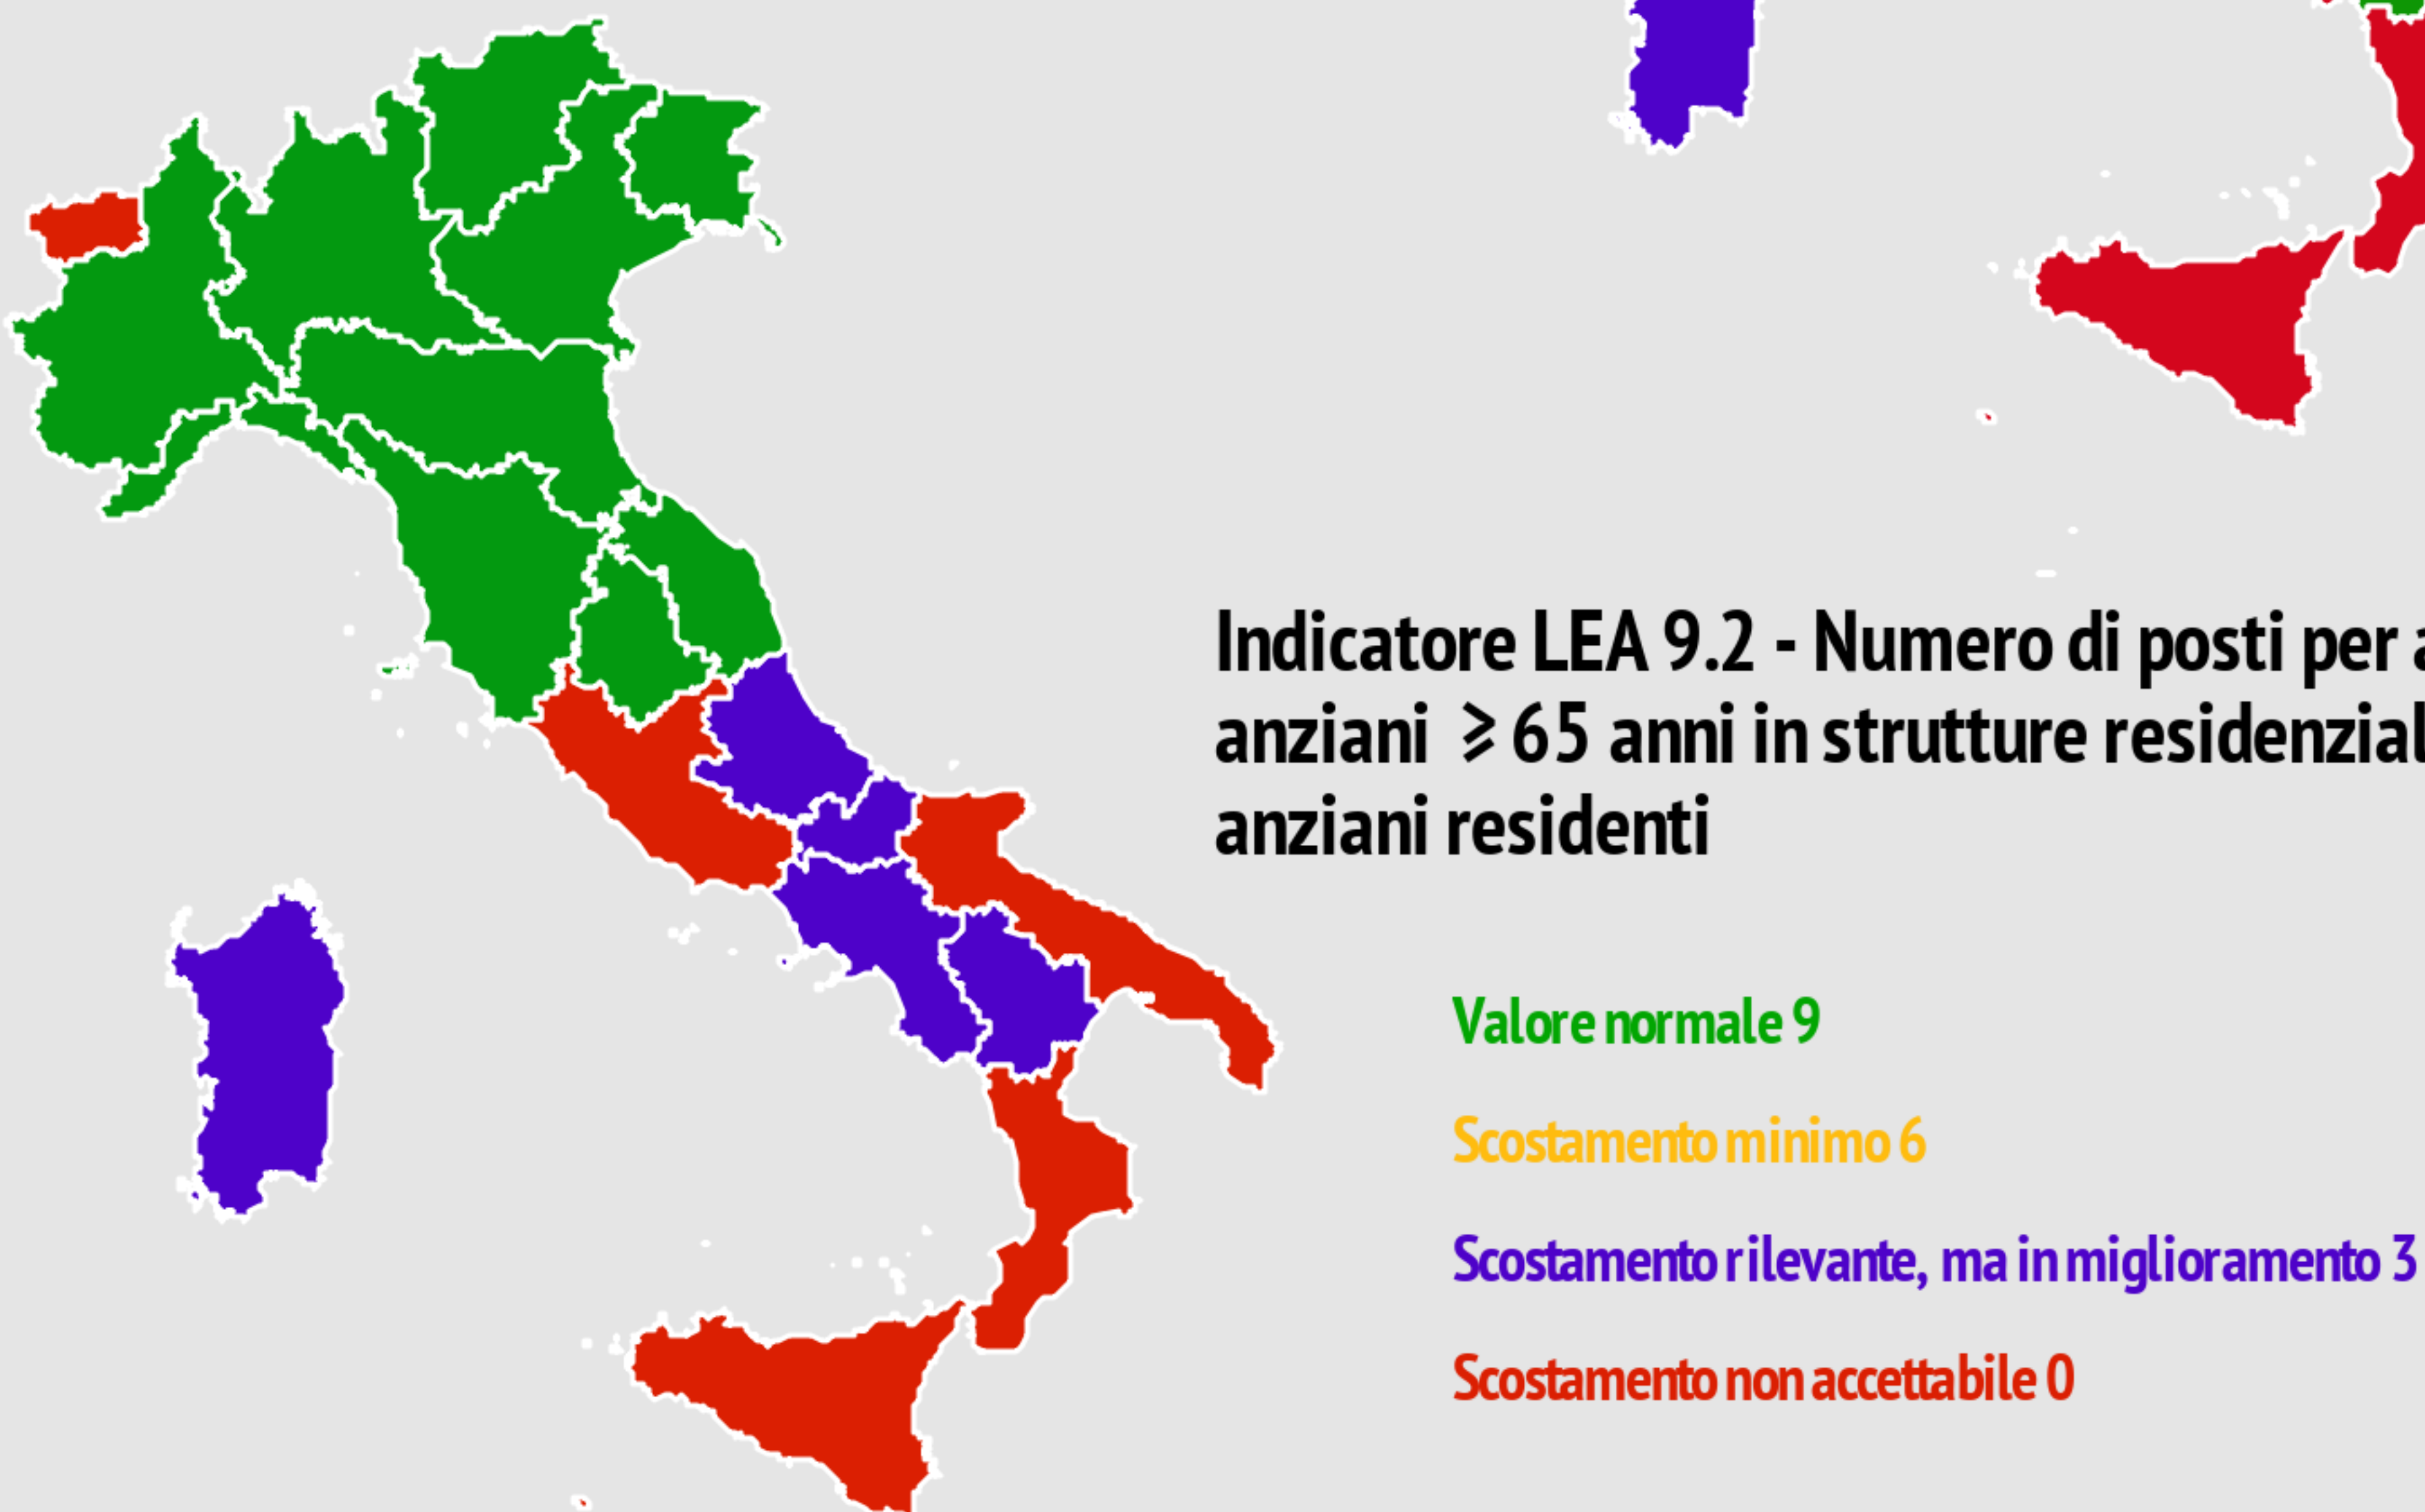 Indicatore LEA 9.2 - Numero di posti per
anziani ⩾ 65 anni in strutture residenzial
anziani residenti
Valore normale 9
Scostamento minimo 6
Scostamento rilevante, ma in miglioramento 3
Scostamento non accettabile 0